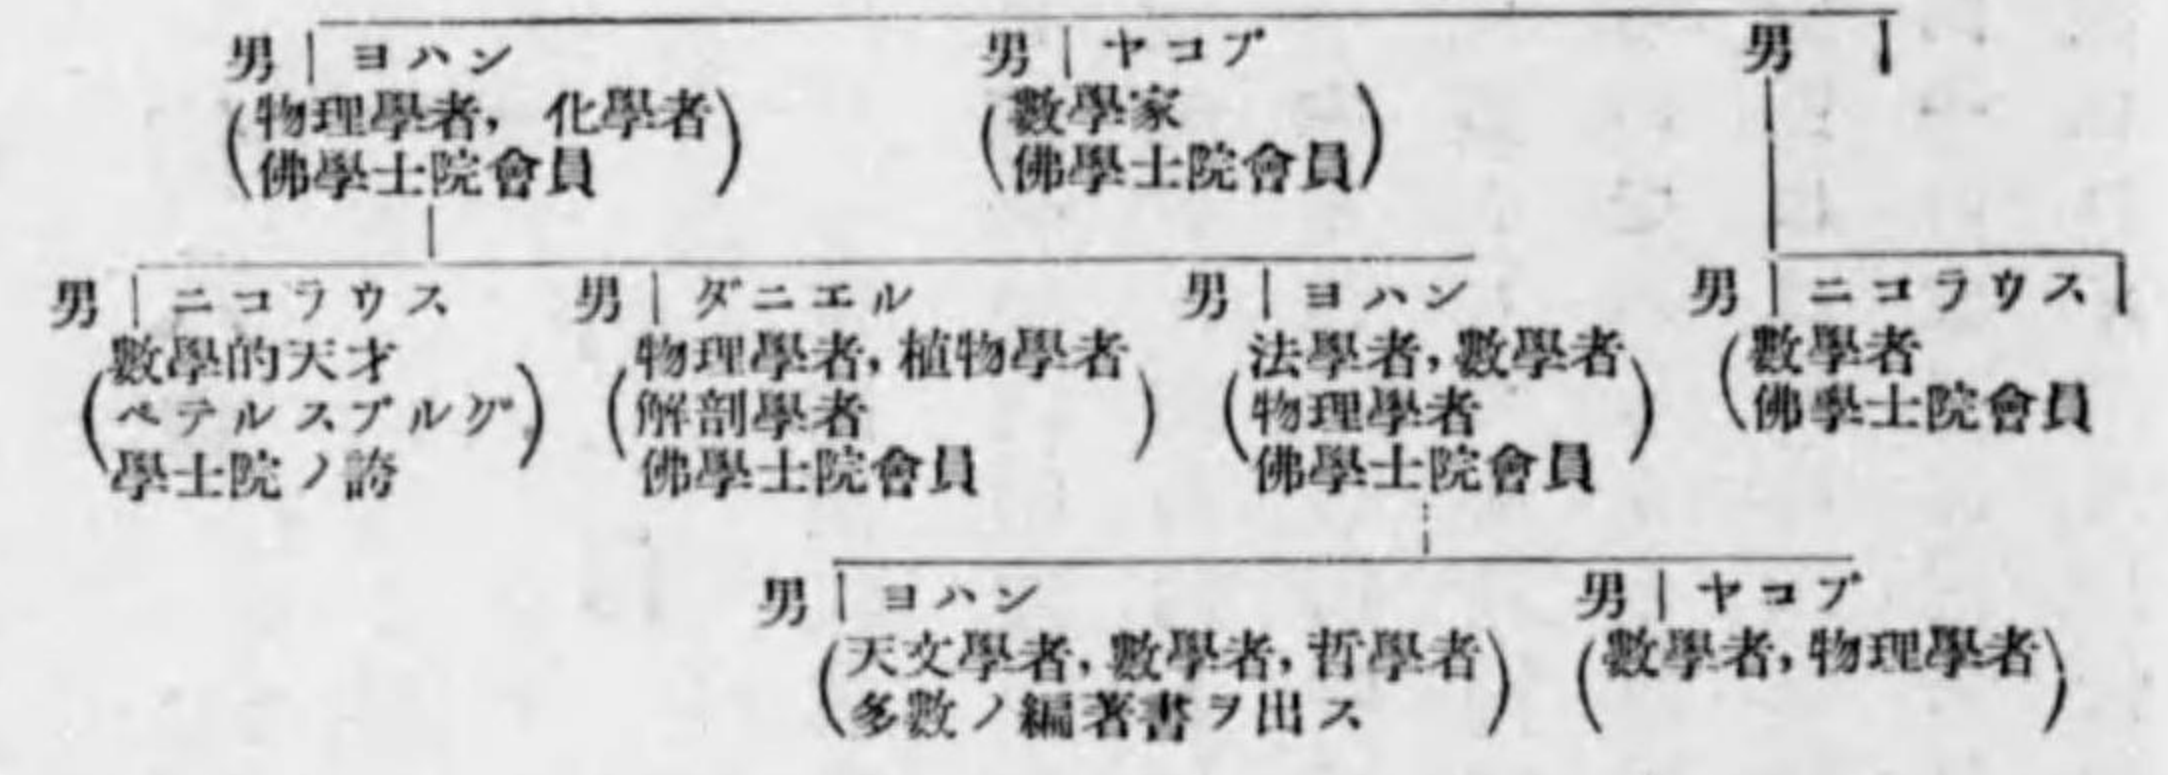 男 ヨハン
(物理學者, 化學者
佛學士院會員)
男 ヤコブ
(數學家
佛學士院會員)
男
男 ニコラウス
(數學的天才
ペテルスブルグ
學士院ノ誇)
男 ダニエル
(物理學者, 植物學者
解剖學者
佛學士院會員)
男 ヨハン
(法學者, 數學者
物理學者
佛學士院會員)
男 ニコラウス
(數學者
佛學士院會員
男 ヨハン
(天文學者, 數學者, 哲學者
多數ノ編著書ヲ出ス)
男 ヤコブ
(數學者, 物理學者)